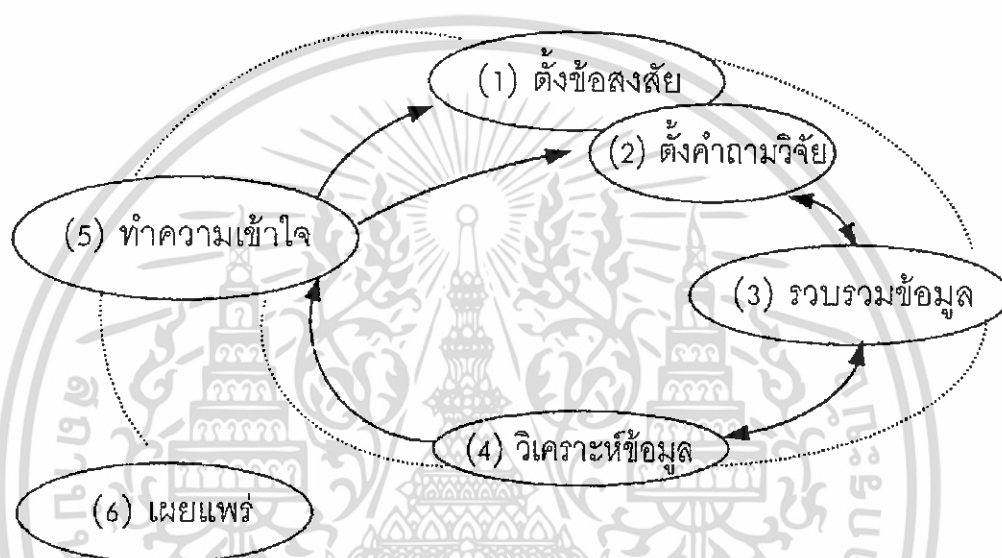 (1) ตั้งข้อสงสัย
(2) ตั้งคำถามวิจัย
(5) ทำความเข้าใจ
(3) รวบรวมข้อมูล
(4) วิเคราะห์ข้อมูล
(6) เผยแพร่